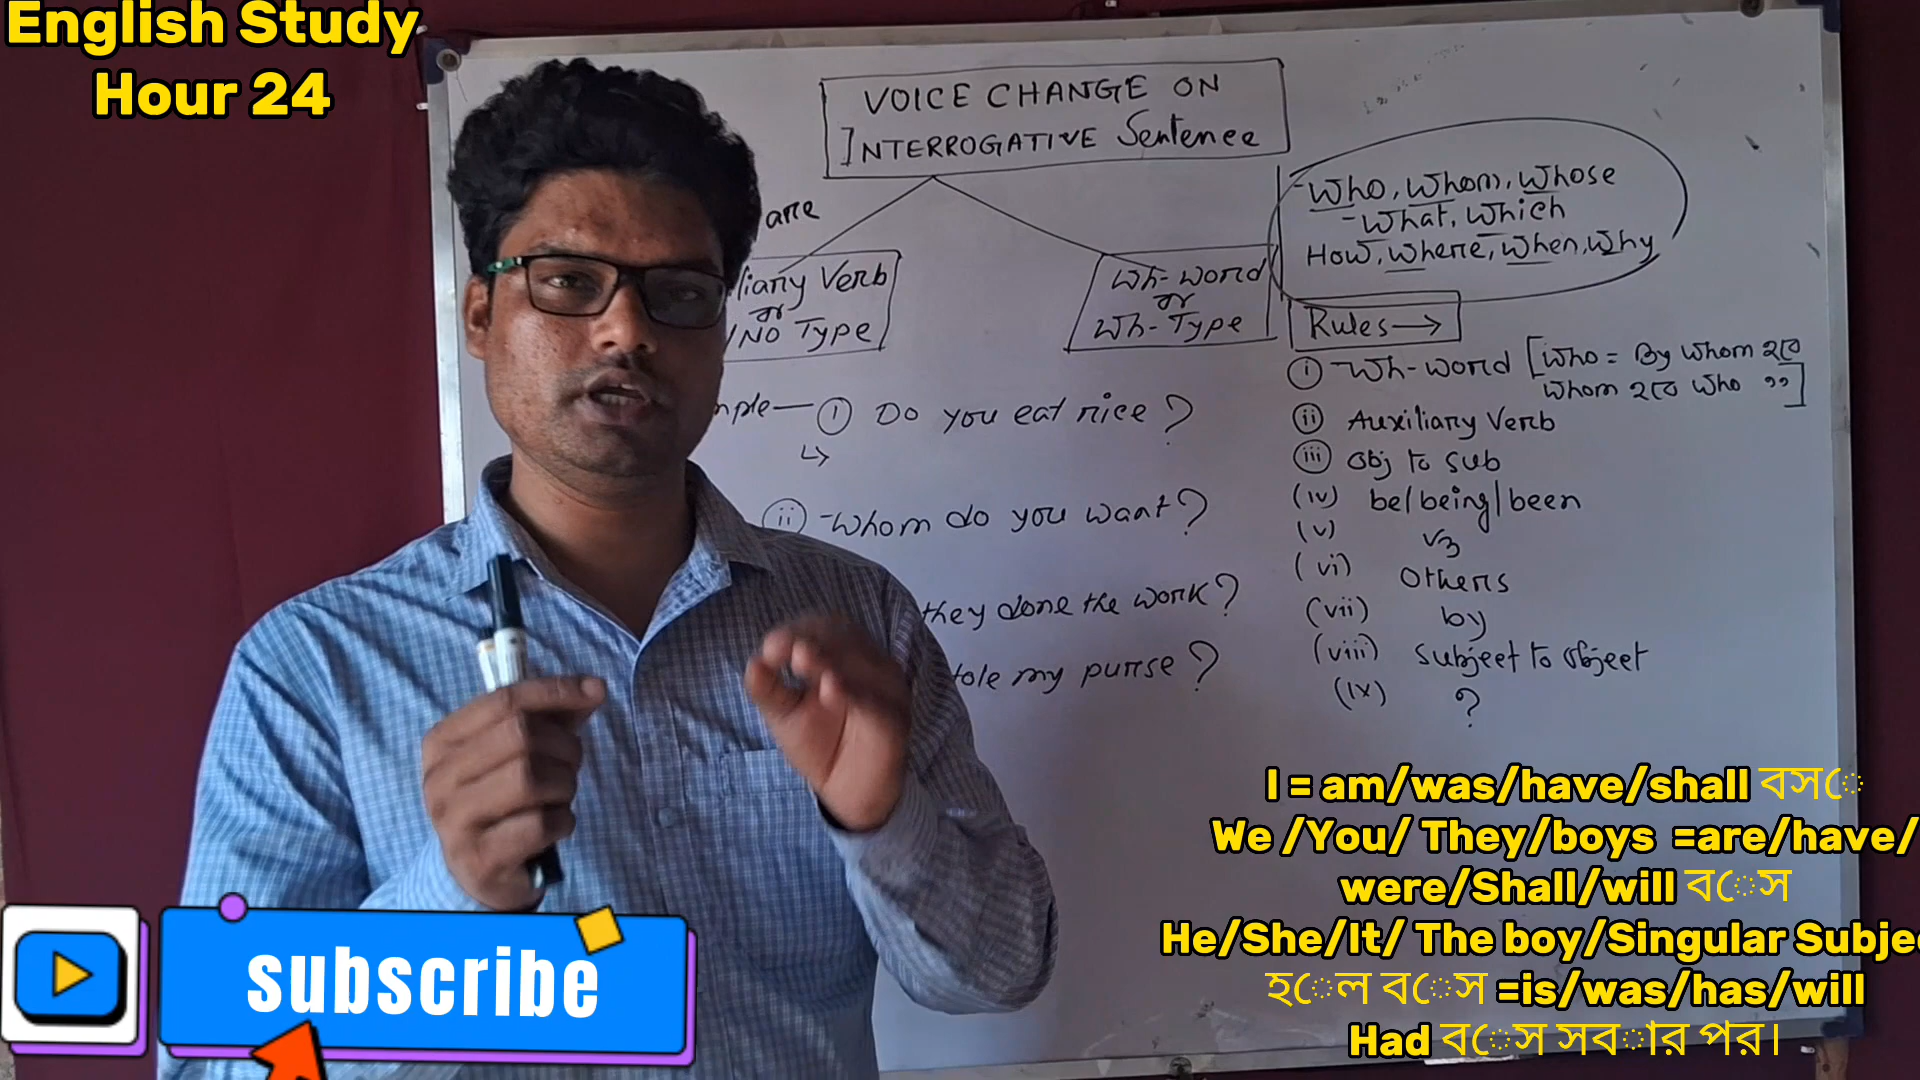 English Study
Hour 24
VOICE CHANGE ON
INTERROGATIVE Sentence
are
liary Verb
or
/NO Type
Wh-word
or
Wh-Type
Who, Whom, Whose
What, Which
How, Where, When, Why
Rules→
(i) Wh-word [Who = By Whom হবে
Whom হবে Who ,,]
(ii) Auxiliary Verb
(iii) Obj to sub
(iv) be/being/been
(v) V3
(vi) Others
(vii) by
(viii) Subject to Object
(ix) ?
mple— (i) Do you eat rice?
↳
(ii) Whom do you want?
they done the work?
tole my purse?
I = am/was/have/shall বসে
We /You/ They/boys =are/have/
were/Shall/will বেস
He/She/It/ The boy/Singular Subje
হেল বেস =is/was/has/will
Had বেস সবার পর।
subscribe